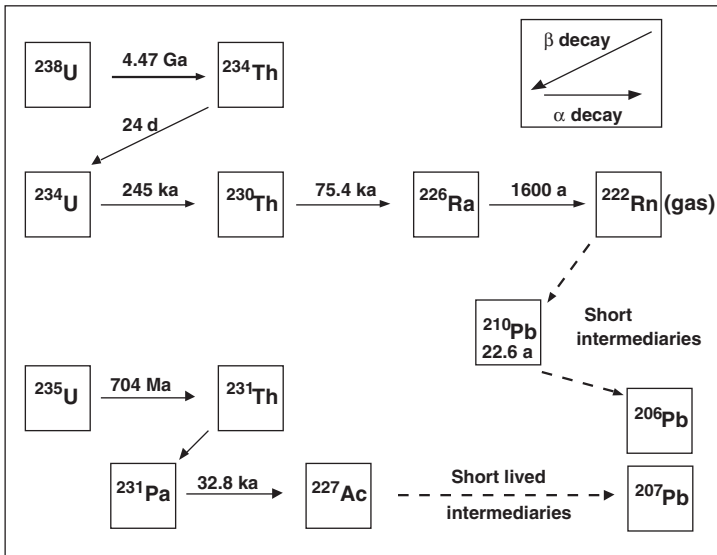 ²³⁸U 4.47 Ga ²³⁴Th
β decay
α decay
24 d
²³⁴U 245 ka ²³⁰Th 75.4 ka ²²⁶Ra 1600 a ²²²Rn (gas)
²¹⁰Pb
22.6 a
Short
intermediaries
²³⁵U 704 Ma ²³¹Th
²⁰⁶Pb
²³¹Pa 32.8 ka ²²⁷Ac
Short lived
intermediaries
²⁰⁷Pb